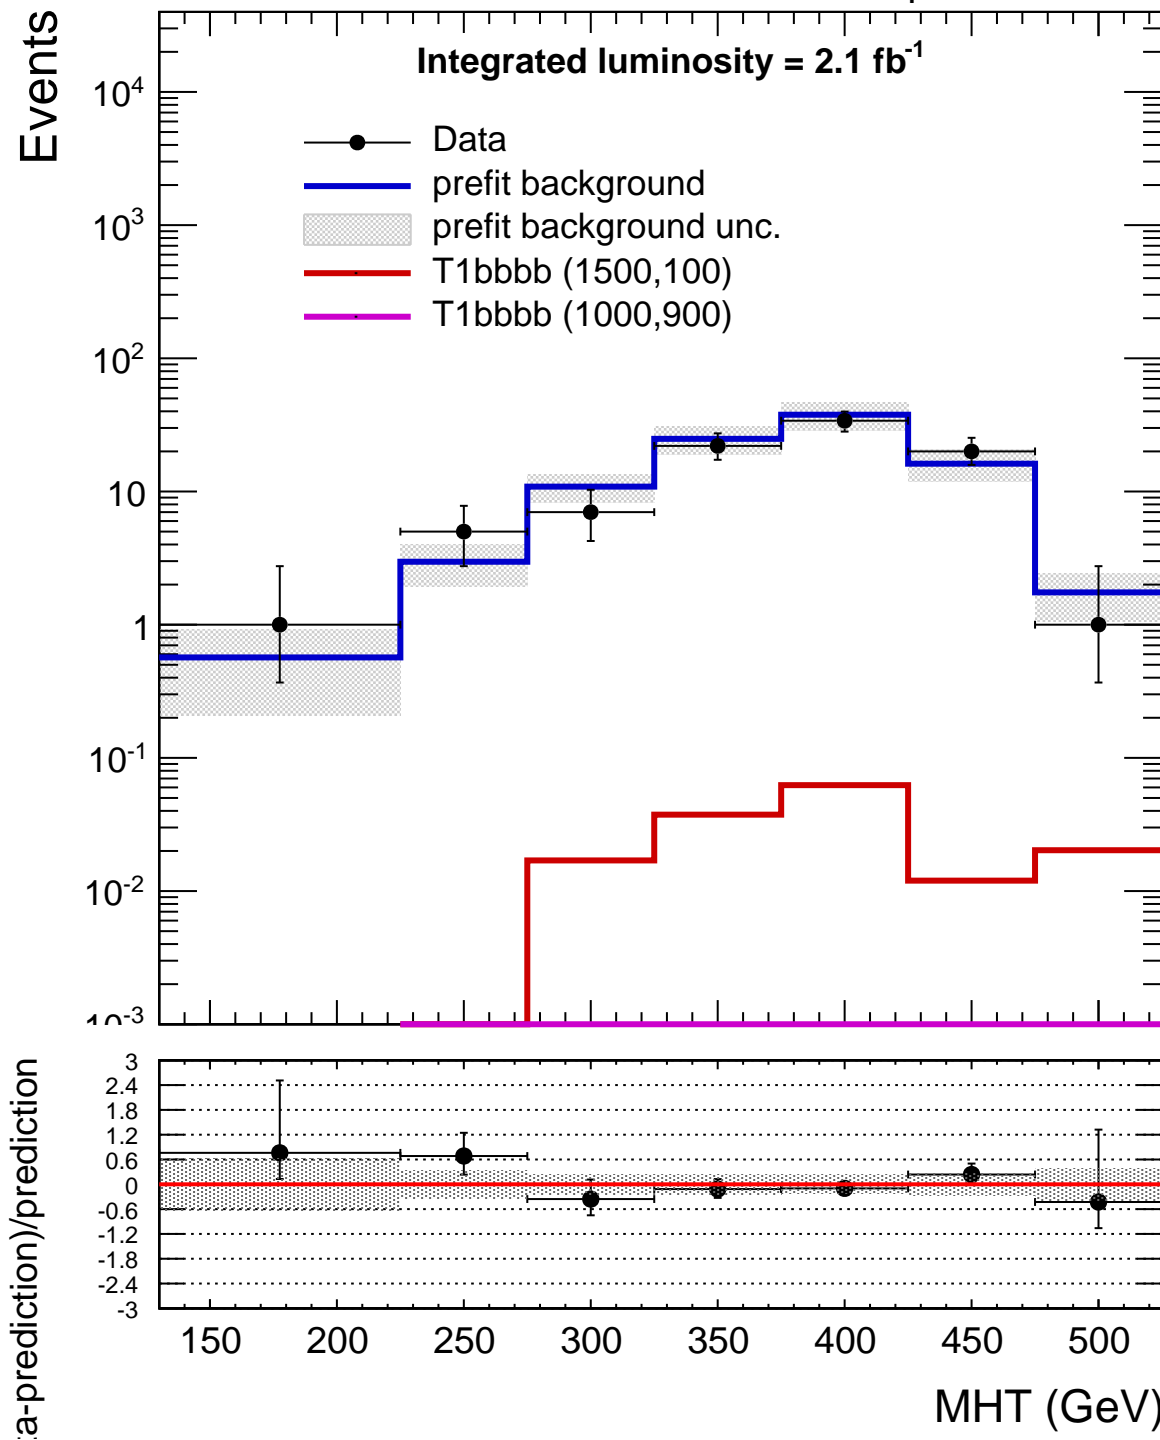 Events
Integrated luminosity = 2.1 fb⁻¹
Data
prefit background
prefit background unc.
T1bbbb (1500,100)
T1bbbb (1000,900)
10⁴
10³
10²
10
1
10⁻¹
10⁻²
10⁻³
3
2.4
1.8
1.2
0.6
0
-0.6
-1.2
-1.8
-2.4
-3
ta-prediction)/prediction
150 200 250 300 350 400 450 500
MHT (GeV)